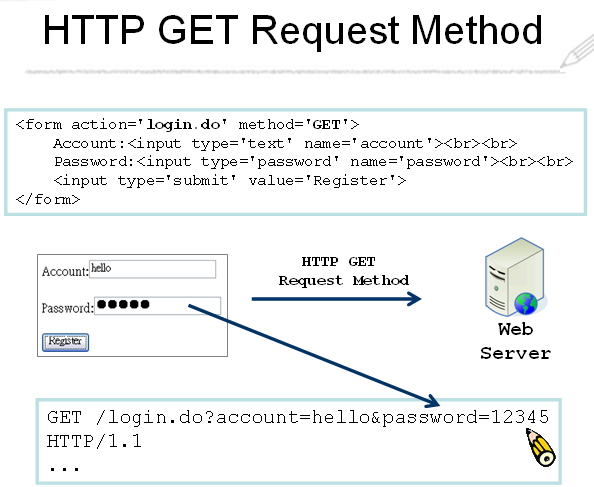 HTTP GET Request Method
<form action='login.do' method='GET'>
Account:<input type='text' name='account'><br><br>
Password:<input type='password' name='password'><br><br>
<input type='submit' value='Register'>
</form>
Account:hello
Password:●●●●●
Register
HTTP GET
Request Method
Web
Server
GET /login.do?account=hello&password=12345
HTTP/1.1
...